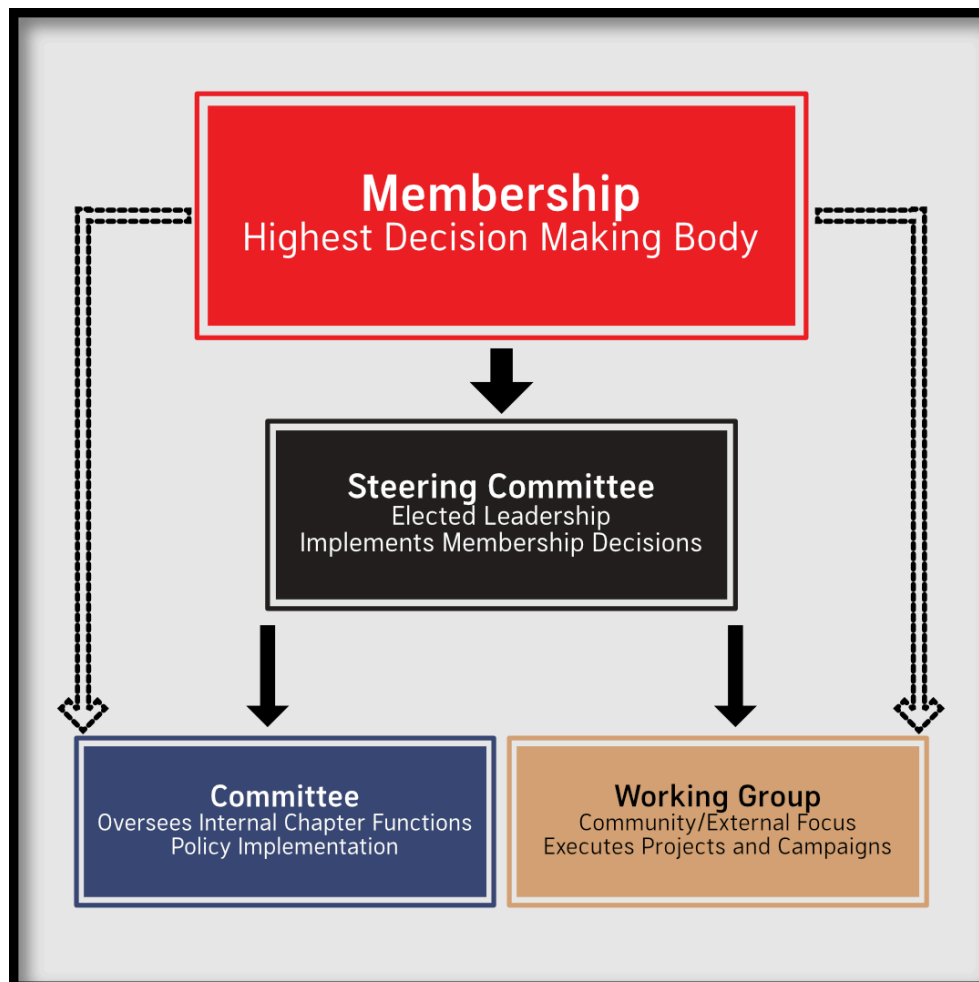 Membership
Highest Decision Making Body
Steering Committee
Elected Leadership
Implements Membership Decisions
Committee
Oversees Internal Chapter Functions
Policy Implementation
Working Group
Community/External Focus
Executes Projects and Campaigns